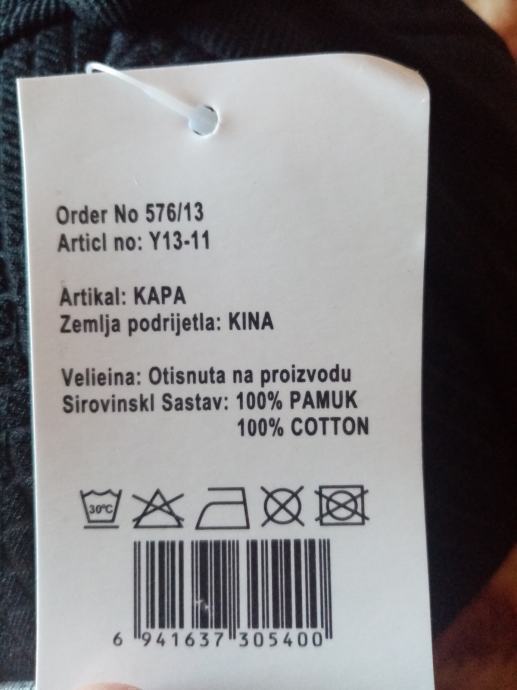 Order No 576/13
Articl no: Y13-11
Artikal: KAPA
Zemlja podrijetla: KINA
Velieina: Otisnuta na proizvodu
Sirovinskl Sastav: 100% PAMUK
100% COTTON
30°C
6 941637 305400